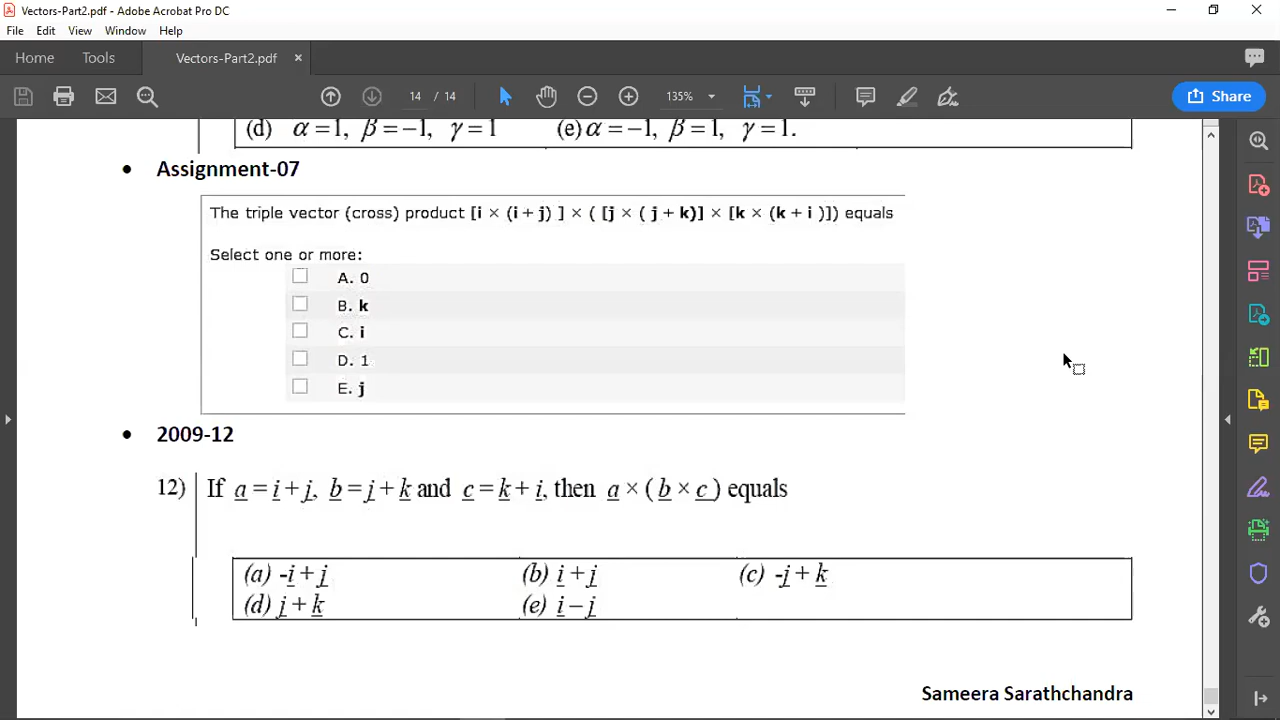 Vectors-Part2.pdf - Adobe Acrobat Pro DC
File Edit View Window Help
Home Tools Vectors-Part2.pdf ×
14 / 14 135% Share
(d) α = 1, β = −1, γ = 1 (e) α = −1, β = 1, γ = 1.
• Assignment-07
The triple vector (cross) product [i × (i + j) ] × ( [j × ( j + k)] × [k × (k + i )]) equals
Select one or more:
A. 0
B. k
C. i
D. 1
E. j
• 2009-12
12) If a = i + j, b = j + k and c = k + i, then a × ( b × c ) equals
(a) -i + j (b) i + j (c) -j + k
(d) j + k (e) i − j
Sameera Sarathchandra